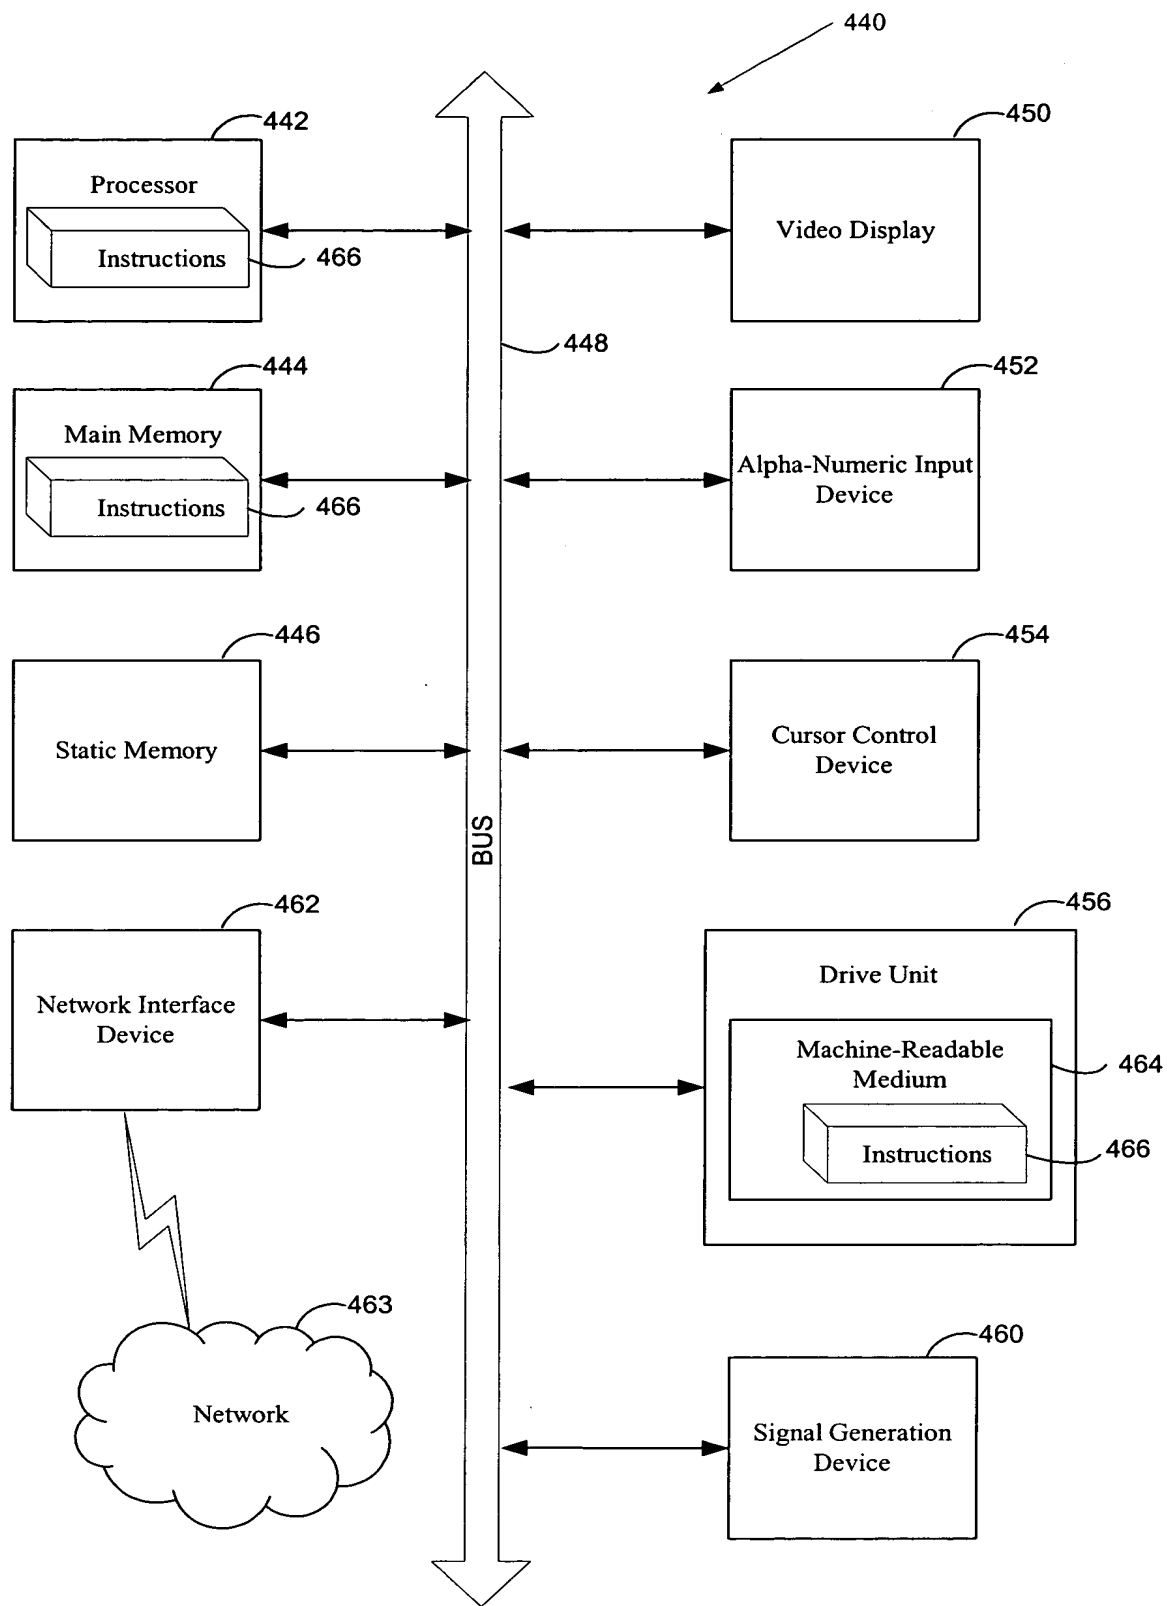 440
442
Processor
Instructions
466
450
Video Display
448
444
Main Memory
Instructions
466
452
Alpha-Numeric Input
Device
446
Static Memory
454
Cursor Control
Device
BUS
462
Network Interface
Device
456
Drive Unit
Machine-Readable
Medium
464
Instructions
466
463
Network
460
Signal Generation
Device